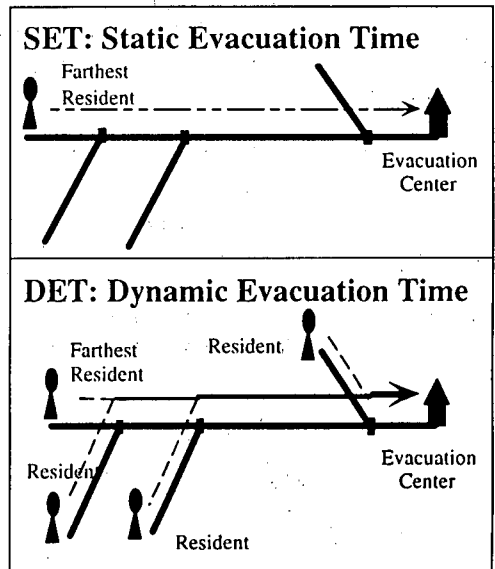 SET: Static Evacuation Time
Farthest
Resident
Evacuation
Center
DET: Dynamic Evacuation Time
Resident
Farthest
Resident
Resident
Evacuation
Center
Resident